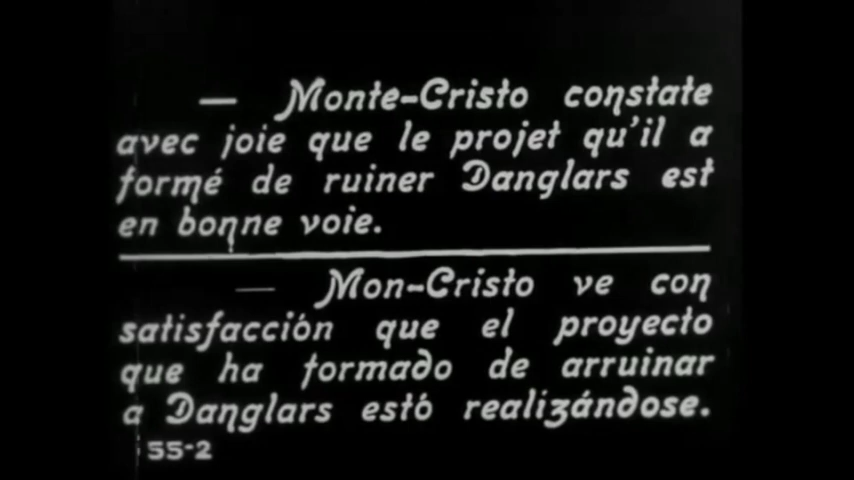 — Monte-Cristo constate
avec joie que le projet qu'il a
formé de ruiner Danglars est
en bonne voie.
— Mon-Cristo ve con
satisfacción que el proyecto
que ha formado de arruinar
a Danglars estó realizándose.
55-2